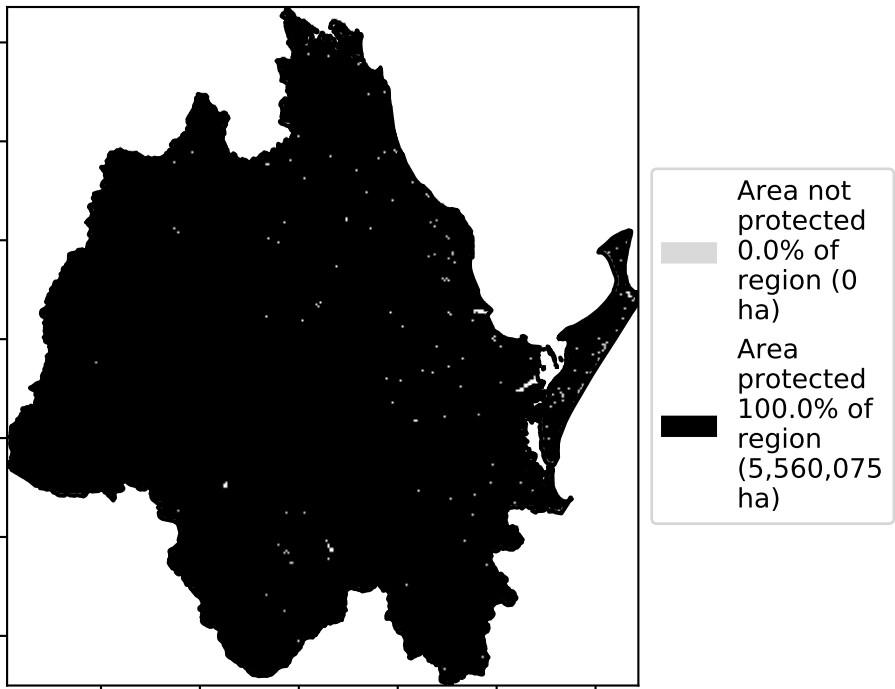 Area not
protected
0.0% of
region (0
ha)
Area
protected
100.0% of
region
(5,560,075
ha)